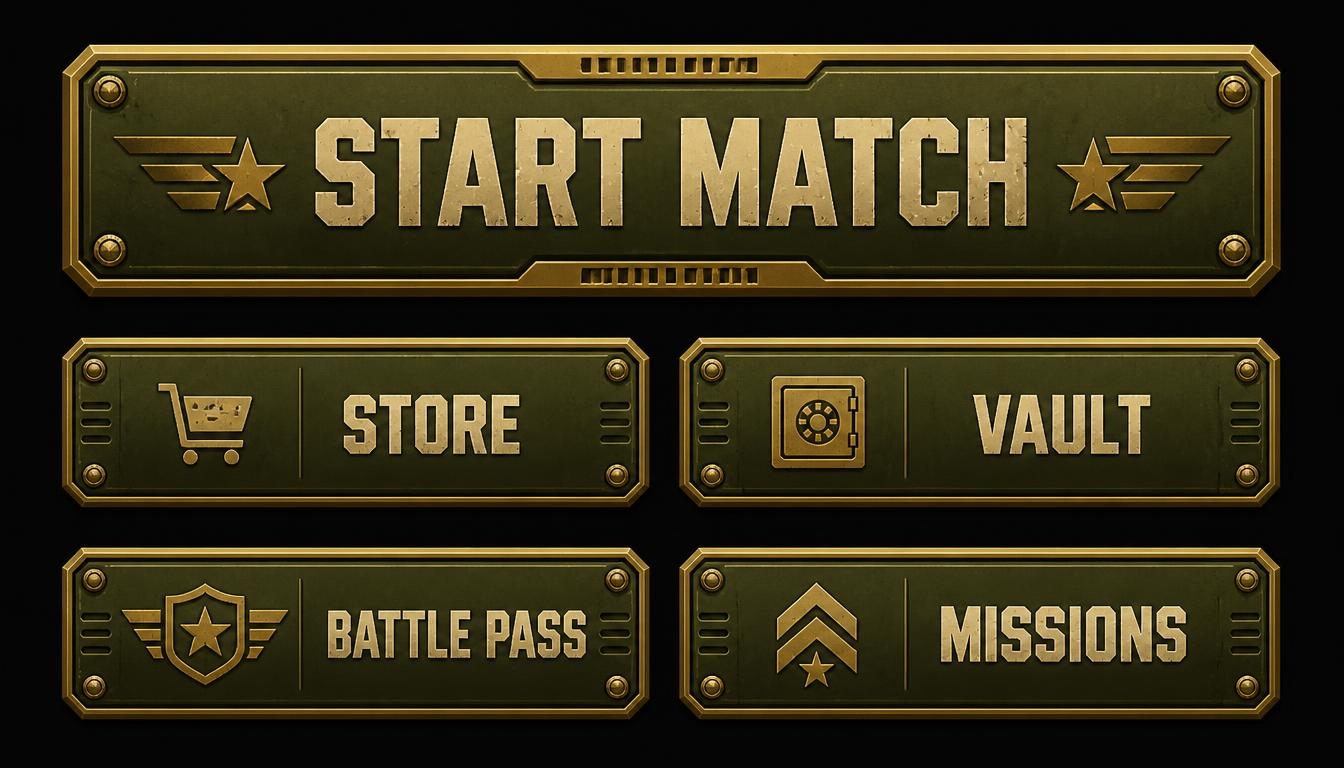 START MATCH
STORE
VAULT
BATTLE PASS
MISSIONS